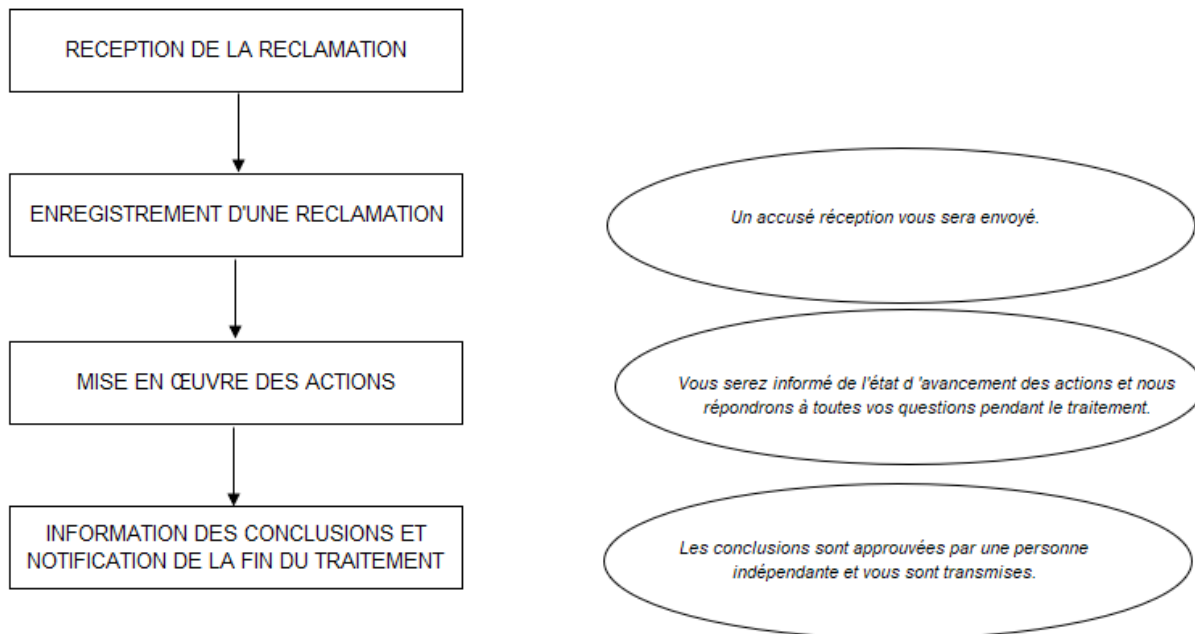 RECEPTION DE LA RECLAMATION
ENREGISTREMENT D'UNE RECLAMATION
Un accusé réception vous sera envoyé.
MISE EN ŒUVRE DES ACTIONS
Vous serez informé de l'état d 'avancement des actions et nous
répondrons à toutes vos questions pendant le traitement.
INFORMATION DES CONCLUSIONS ET
NOTIFICATION DE LA FIN DU TRAITEMENT
Les conclusions sont approuvées par une personne
indépendante et vous sont transmises.